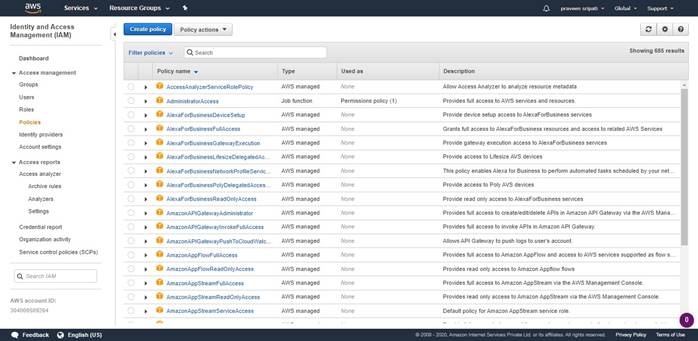 aws Services Resource Groups praveen sripati Global Support
Identity and Access
Management (IAM)
Dashboard
Access management
Groups
Users
Roles
Policies
Identity providers
Account settings
Access reports
Access analyzer
Archive rules
Analyzers
Settings
Credential report
Organization activity
Service control policies (SCPs)
Search IAM
AWS account ID:
Create policy Policy actions
Filter policies Search Showing 685 results
Policy name Type Used as Description
AccessAnalyzerServiceRolePolicy AWS managed None Allow Access Analyzer to analyze resource metadata
AdministratorAccess Job function Permissions policy (1) Provides full access to AWS services and resources.
AlexaForBusinessDeviceSetup AWS managed None Provide device setup access to AlexaForBusiness services
AlexaForBusinessFullAccess AWS managed None Grants full access to AlexaForBusiness resources and access to related AWS Services
AlexaForBusinessGatewayExecution AWS managed None Provide gateway execution access to AlexaForBusiness services
AlexaForBusinessLifesizeDelegatedAc... AWS managed None Provide access to Lifesize AVS devices
AlexaForBusinessNetworkProfileServic... AWS managed None This policy enables Alexa for Business to perform automated tasks scheduled by your net...
AlexaForBusinessPolyDelegatedAcces... AWS managed None Provide access to Poly AVS devices
AlexaForBusinessReadOnlyAccess AWS managed None Provide read only access to AlexaForBusiness services
AmazonAPIGatewayAdministrator AWS managed None Provides full access to create/edit/delete APIs in Amazon API Gateway via the AWS Mana...
AmazonAPIGatewayInvokeFullAccess AWS managed None Provides full access to invoke APIs in Amazon API Gateway.
AmazonAPIGatewayPushToCloudWatc... AWS managed None Allows API Gateway to push logs to user's account.
AmazonAppFlowFullAccess AWS managed None Provides full access to Amazon AppFlow and access to AWS services supported as flow s...
AmazonAppFlowReadOnlyAccess AWS managed None Provides read only access to Amazon Appflow flows
AmazonAppStreamFullAccess AWS managed None Provides full access to Amazon AppStream via the AWS Management Console.
AmazonAppStreamReadOnlyAccess AWS managed None Provides read only access to Amazon AppStream via the AWS Management Console.
AmazonAppStreamServiceAccess AWS managed None Default policy for Amazon AppStream service role.
0
Feedback English (US) © 2008 - 2020, Amazon Internet Services Private Ltd. or its affiliates. All rights reserved. Privacy Policy Terms of Use